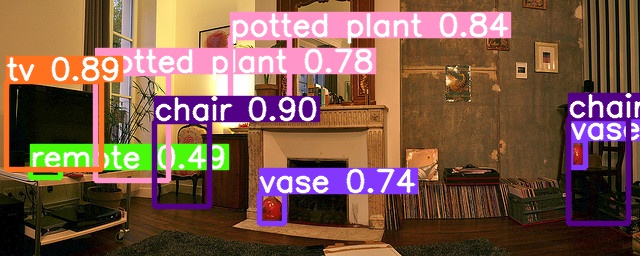 potted plant 0.84
tv 0.89
potted plant 0.78
chair 0.90
chair
vase
remote 0.49
vase 0.74